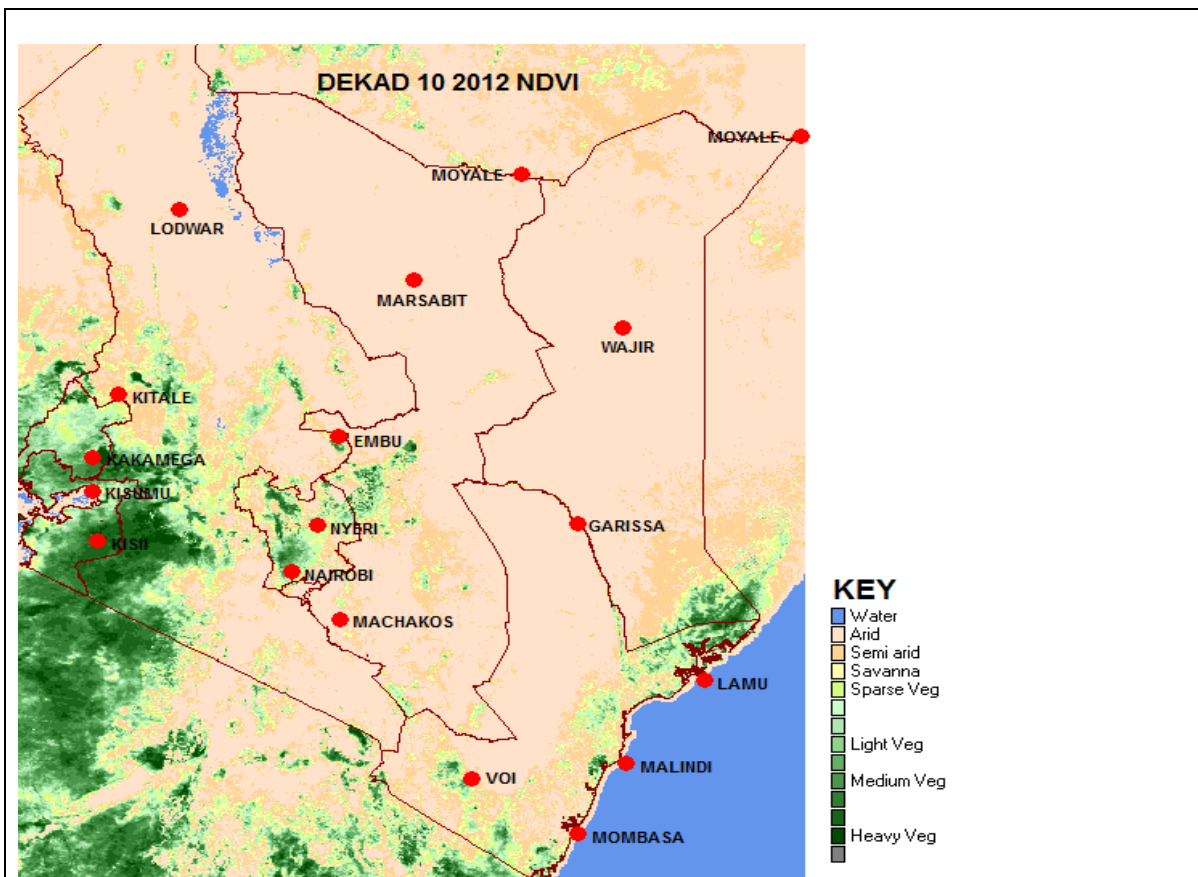 DEKAD 10 2012 NDVI
MOYALE
MOYALE
LODWAR
MARSABIT
WAJIR
KITALE
EMBU
KAKAMEGA
KISUMU
NYERI
GARISSA
KISII
NAIROBI
MACHAKOS
LAMU
MALINDI
VOI
MOMBASA
KEY
Water
Arid
Semi arid
Savanna
Sparse Veg
Light Veg
Medium Veg
Heavy Veg